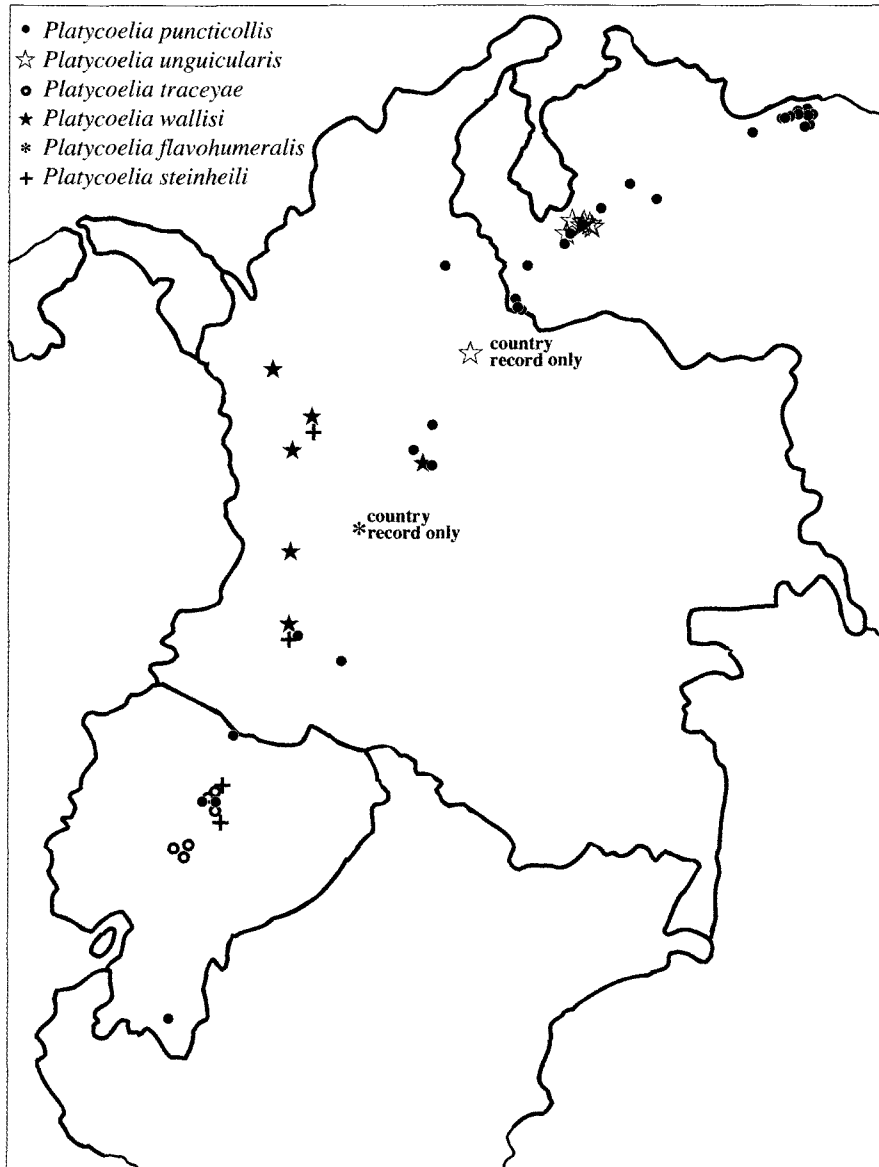 Platycoelia puncticollis
Platycoelia unguicularis
Platycoelia traceyae
Platycoelia wallisi
Platycoelia flavohumeralis
Platycoelia steinheili
country
record only
country
record only